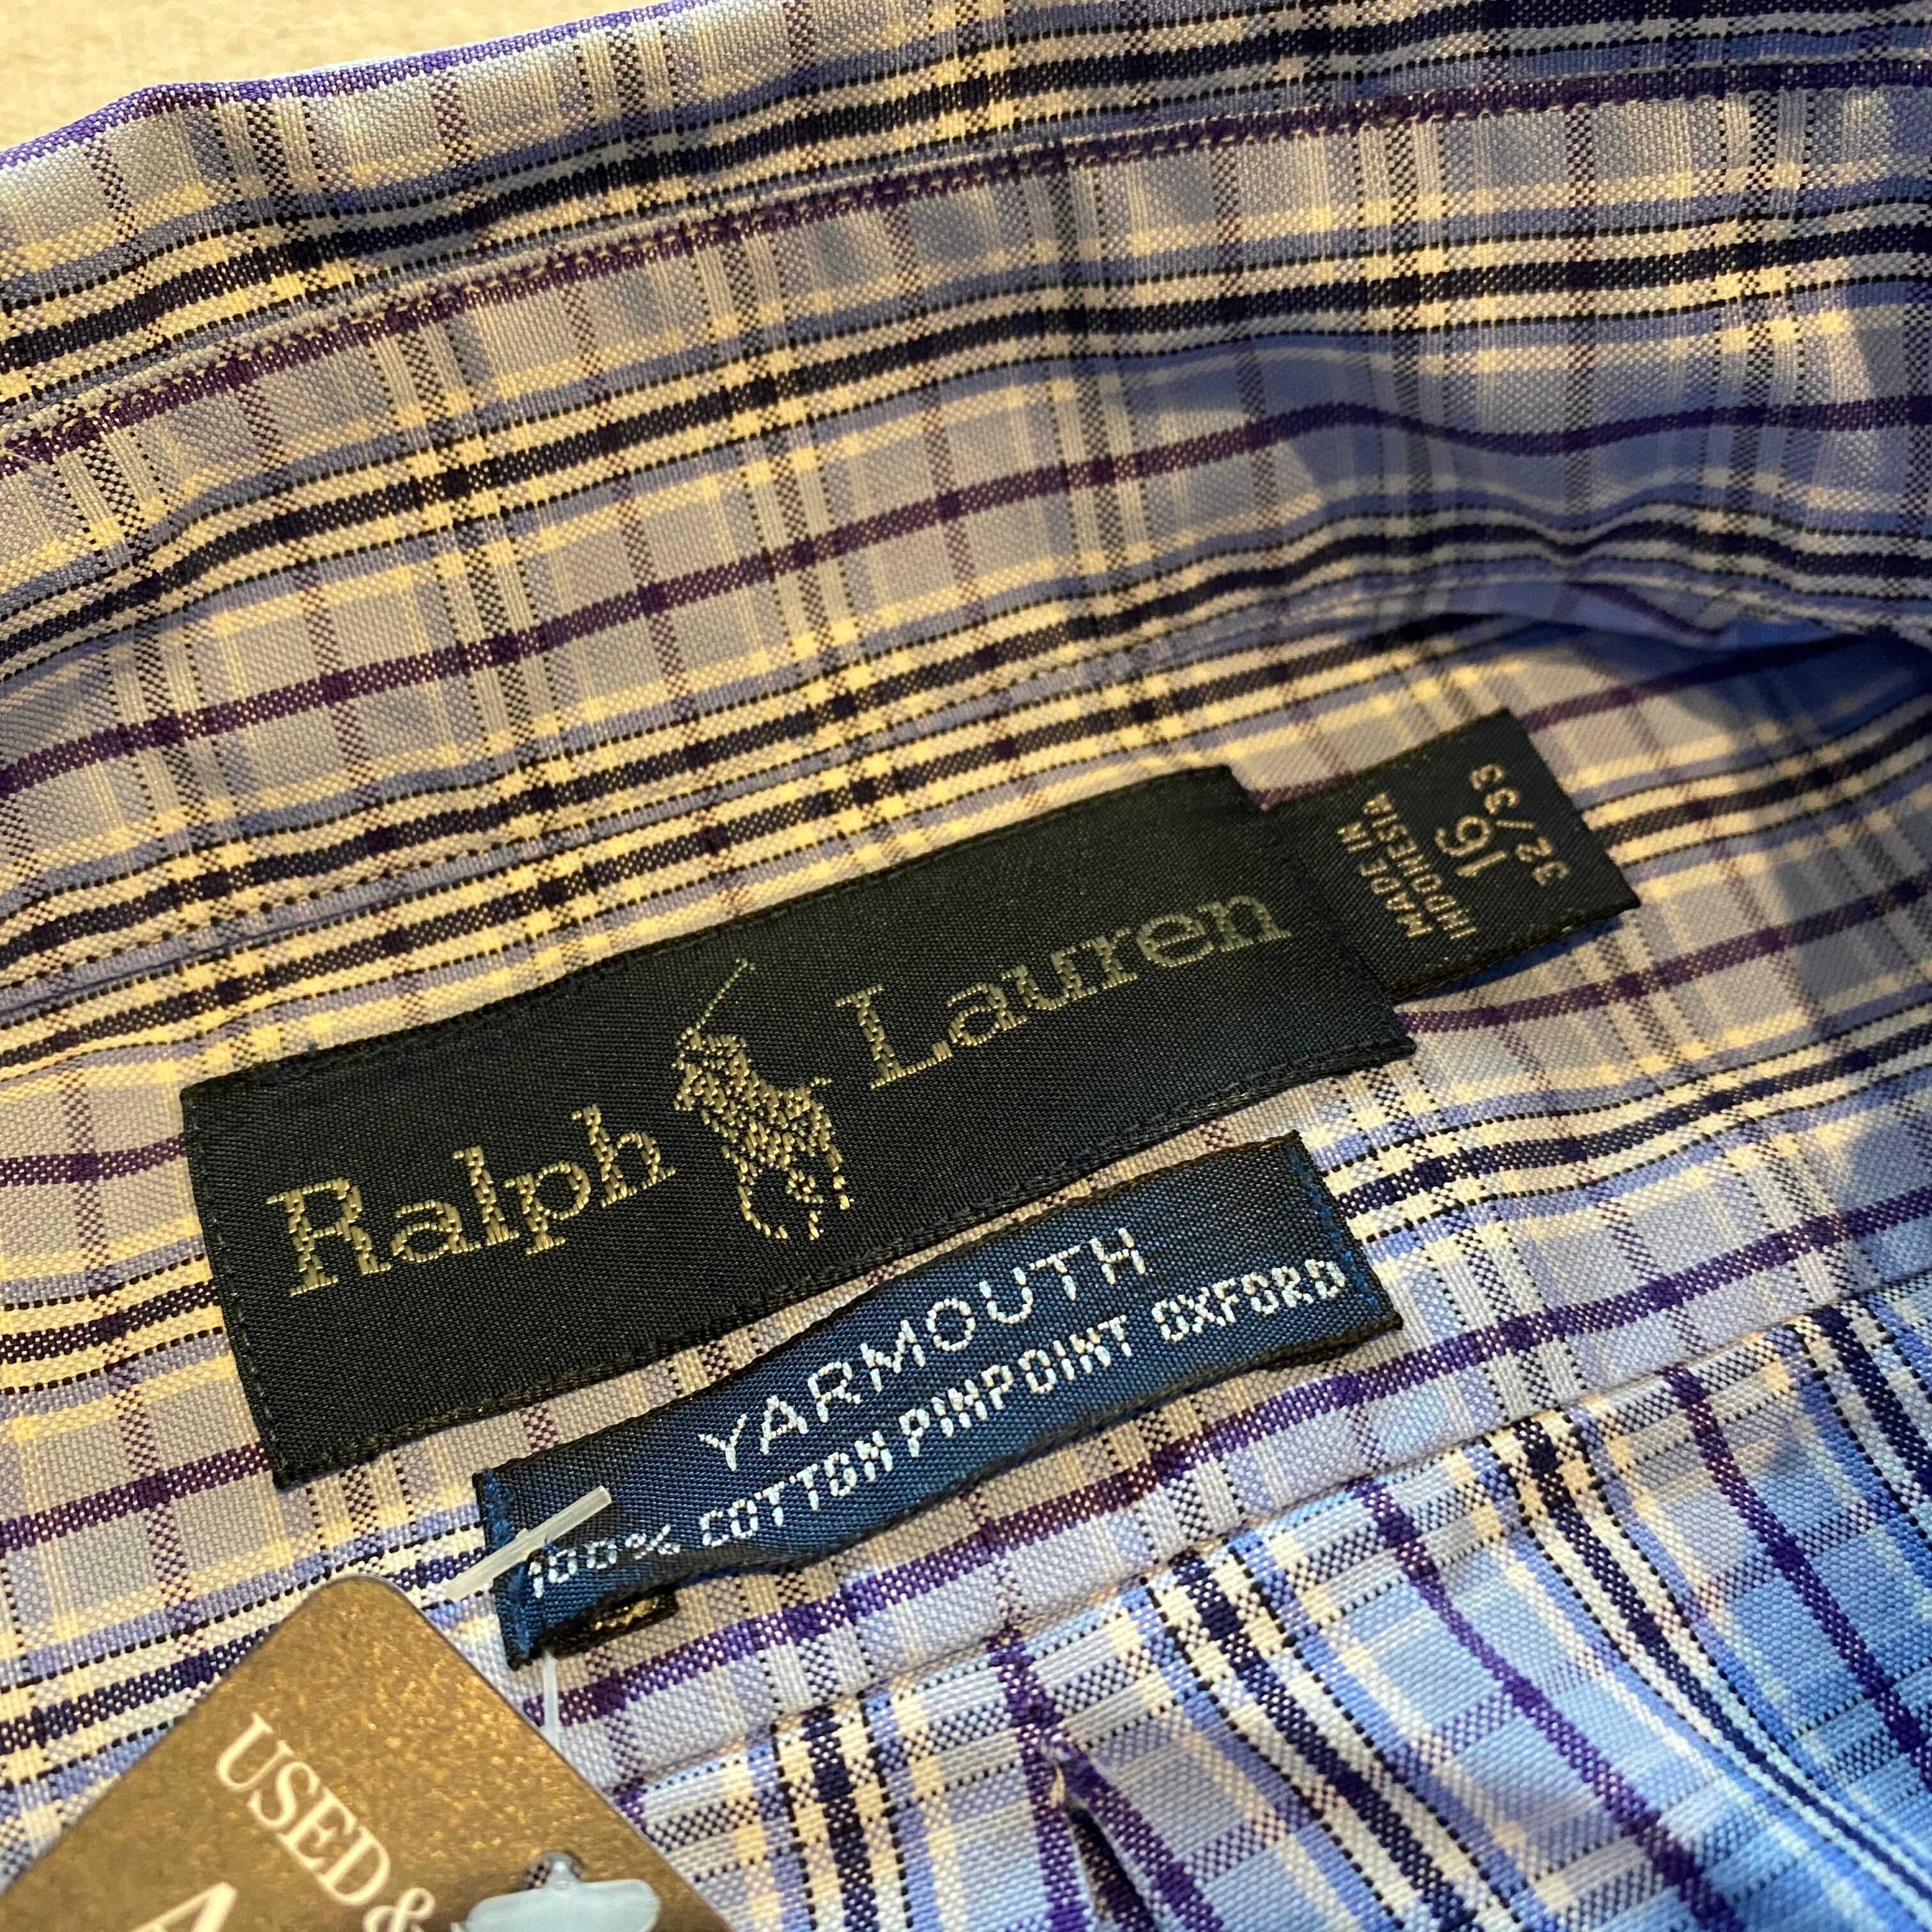 Ralph Lauren
MADE IN
INDONESIA
16
32/33
YARMOUTH
100% COTTON PINPOINT OXFORD
USED &
A